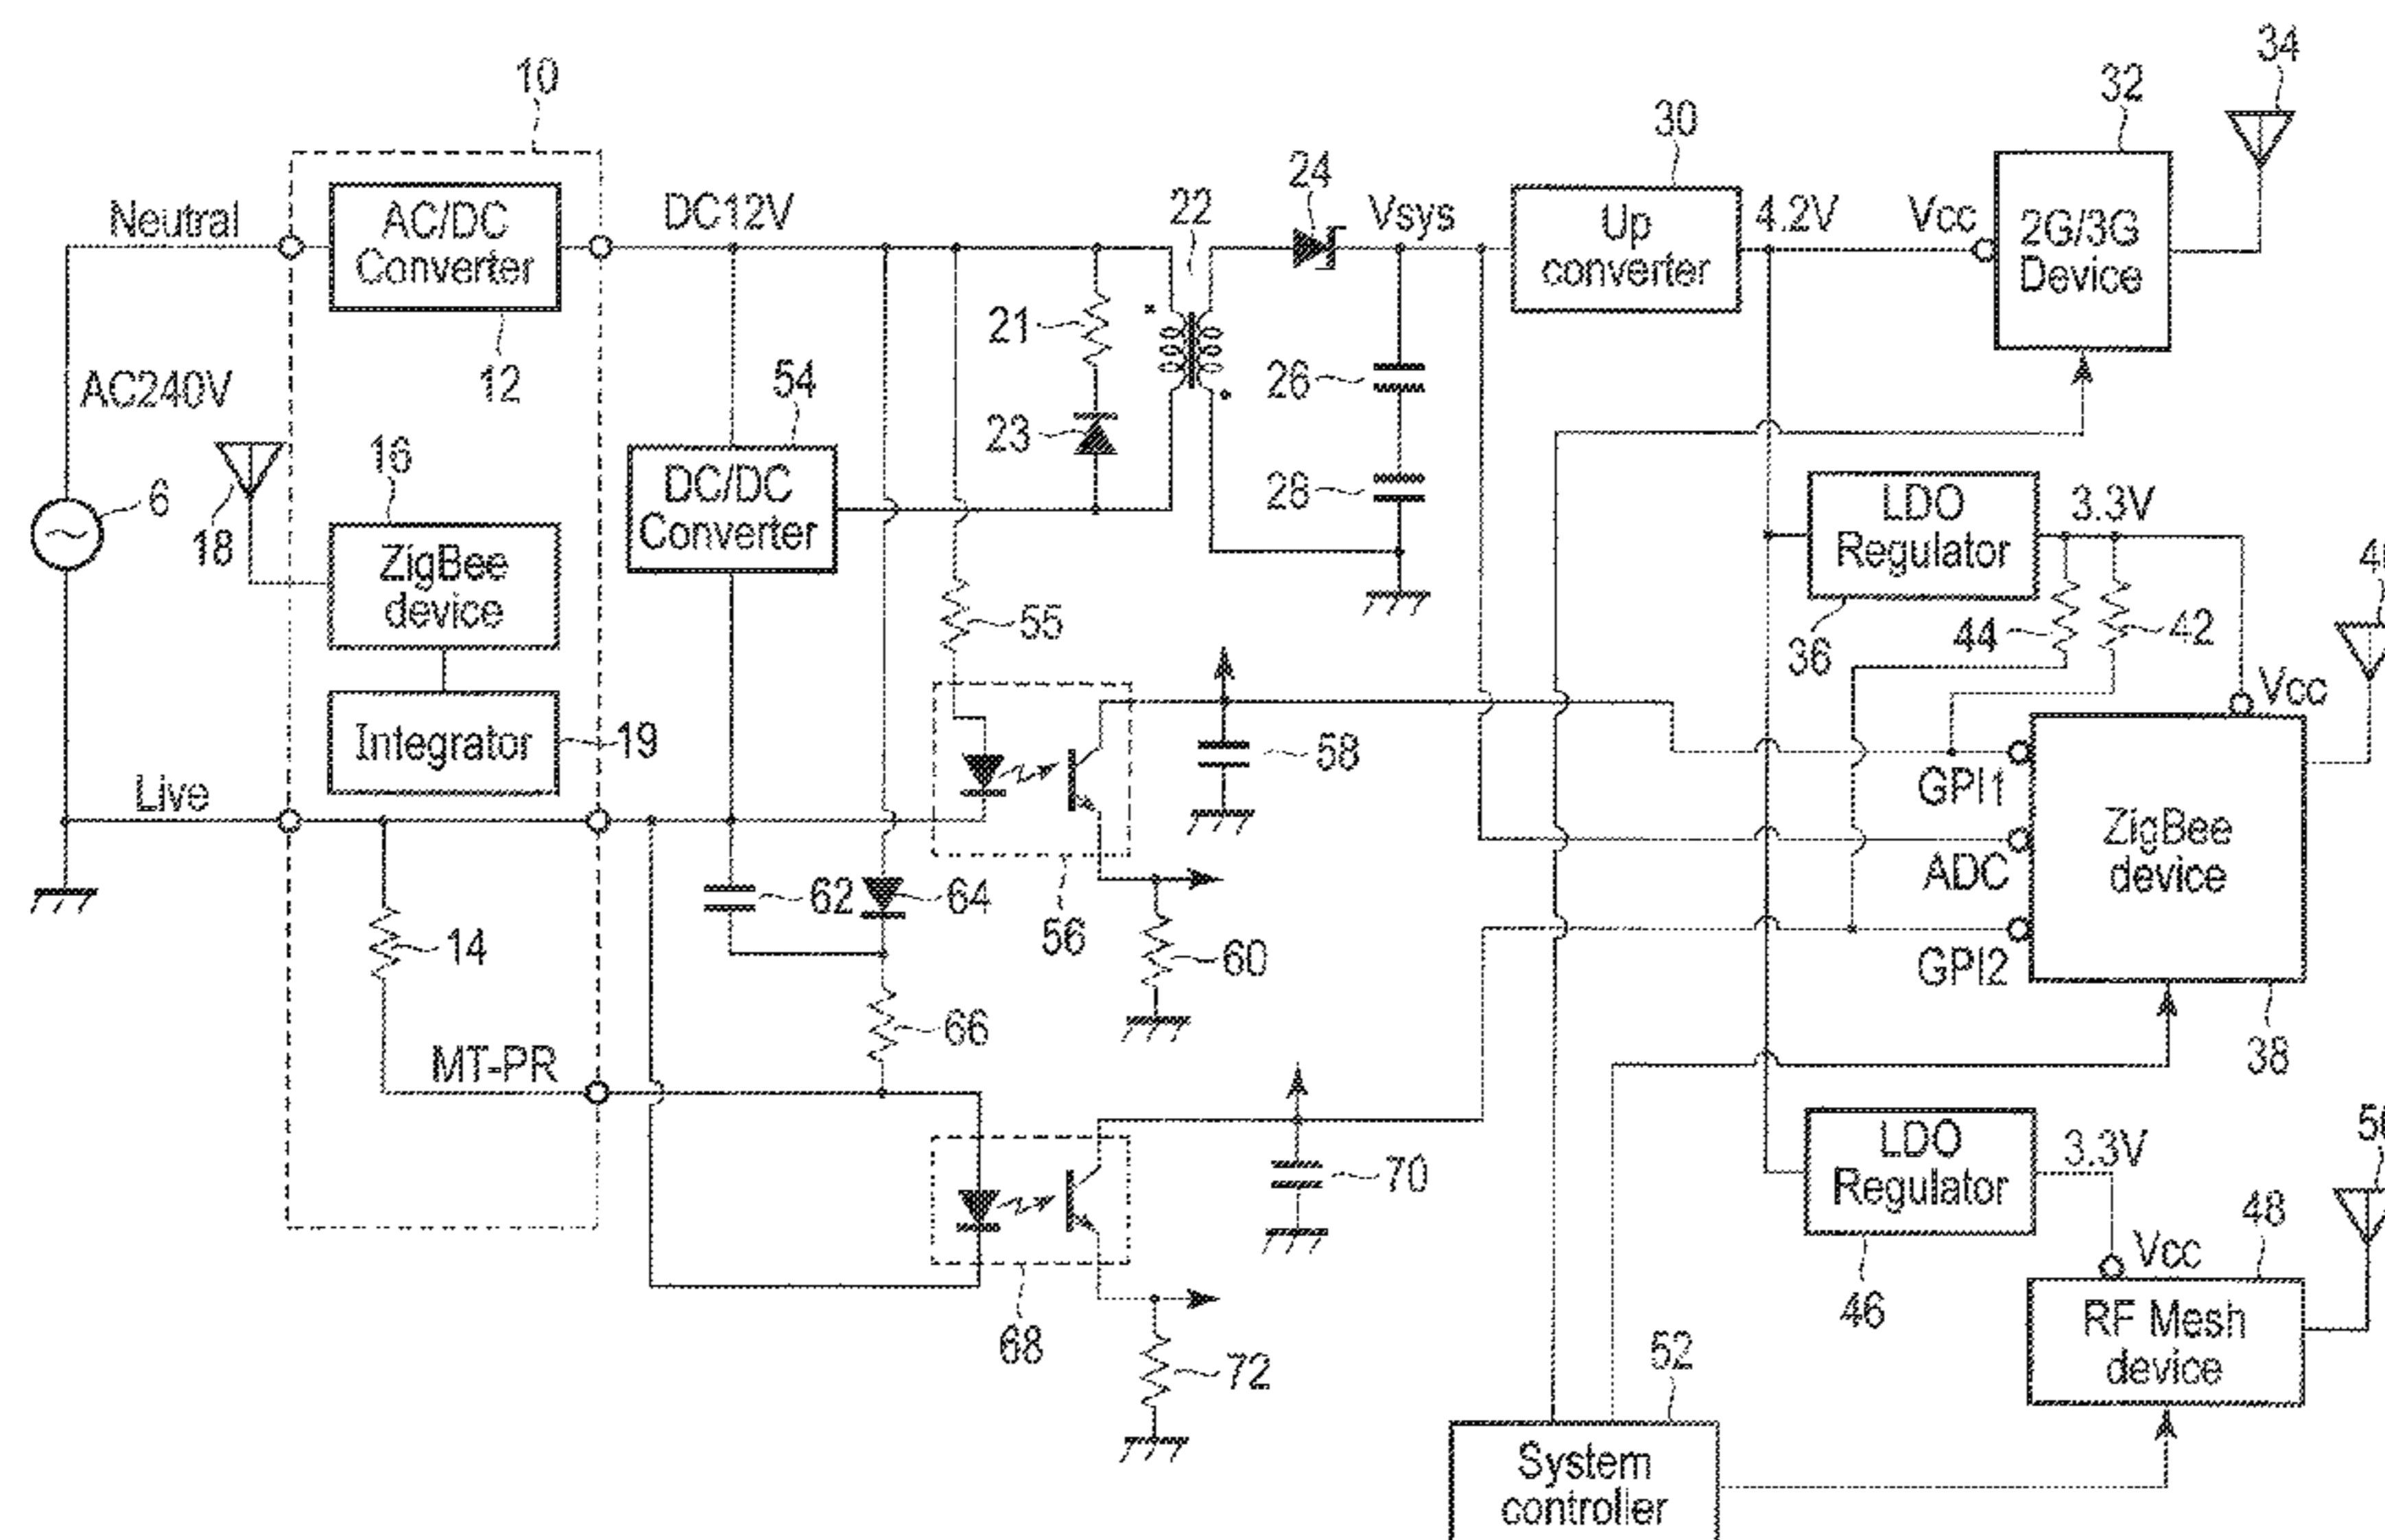 10
34
32
30
24
Neutral
AC/DC
Converter
DC12V
22
Vsys
Up
converter
4.2V
Vcc
2G/3G
Device
21
12
AC240V
54
26
23
16
DC/DC
Converter
28
LDO
Regulator
3.3V
6
18
ZigBee
device
55
36
44
42
Vcc
Integrator
19
58
GPI1
Live
ADC
ZigBee
device
62
64
56
14
60
GPI2
66
38
MT-PR
LDO
Regulator
3.3V
70
48
Vcc
46
68
RF Mesh
device
52
72
System
controller